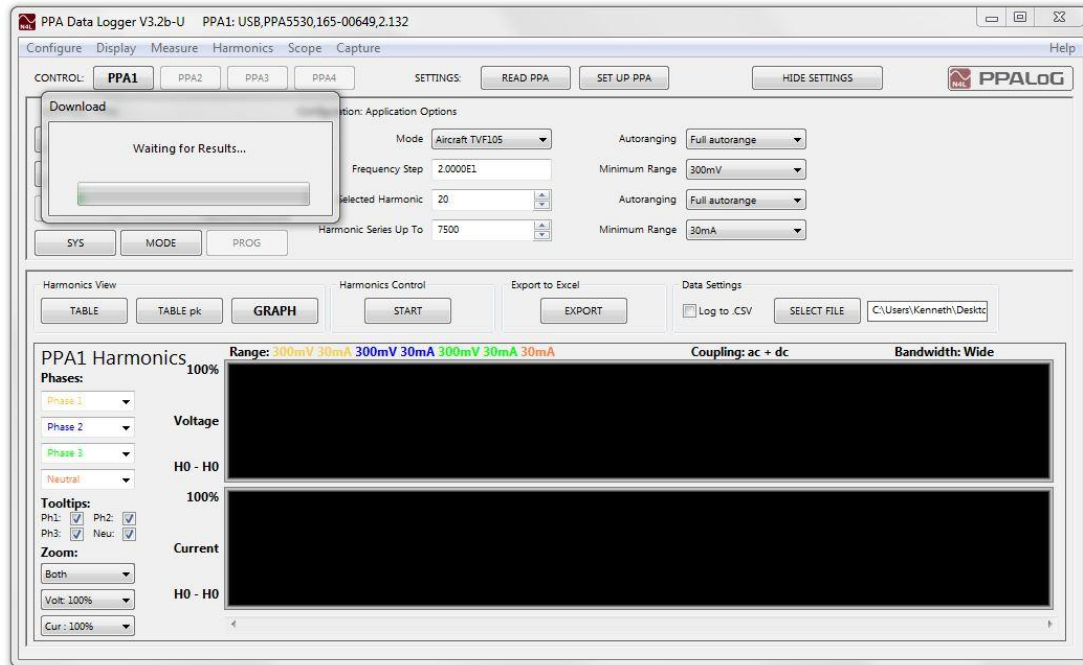 PPA Data Logger V3.2b-U PPA1: USB,PPA5530,165-00649,2.132
Configure Display Measure Harmonics Scope Capture Help
CONTROL: PPA1 PPA2 PPA3 PPA4 SETTINGS: READ PPA SET UP PPA HIDE SETTINGS N4L PPALoG
Download
Waiting for Results...
Application Options
Mode Aircraft TVF105 Autoranging Full autorange
Frequency Step 2.0000E1 Minimum Range 300mV
Selected Harmonic 20 Autoranging Full autorange
Harmonic Series Up To 7500 Minimum Range 30mA
SYS MODE PROG
Harmonics View Harmonics Control Export to Excel Data Settings
TABLE TABLE pk GRAPH START EXPORT Log to .CSV SELECT FILE C:\Users\Kenneth\Desktc
PPA1 Harmonics Range: 300mV 30mA 300mV 30mA 300mV 30mA 30mA Coupling: ac + dc Bandwidth: Wide
100%
Phases:
Phase 1
Phase 2 Voltage
Phase 3
H0 - H0
Neutral
Tooltips: 100%
Ph1: Ph2:
Ph3: Neu:
Zoom: Current
Both
Volt: 100% H0 - H0
Cur : 100%